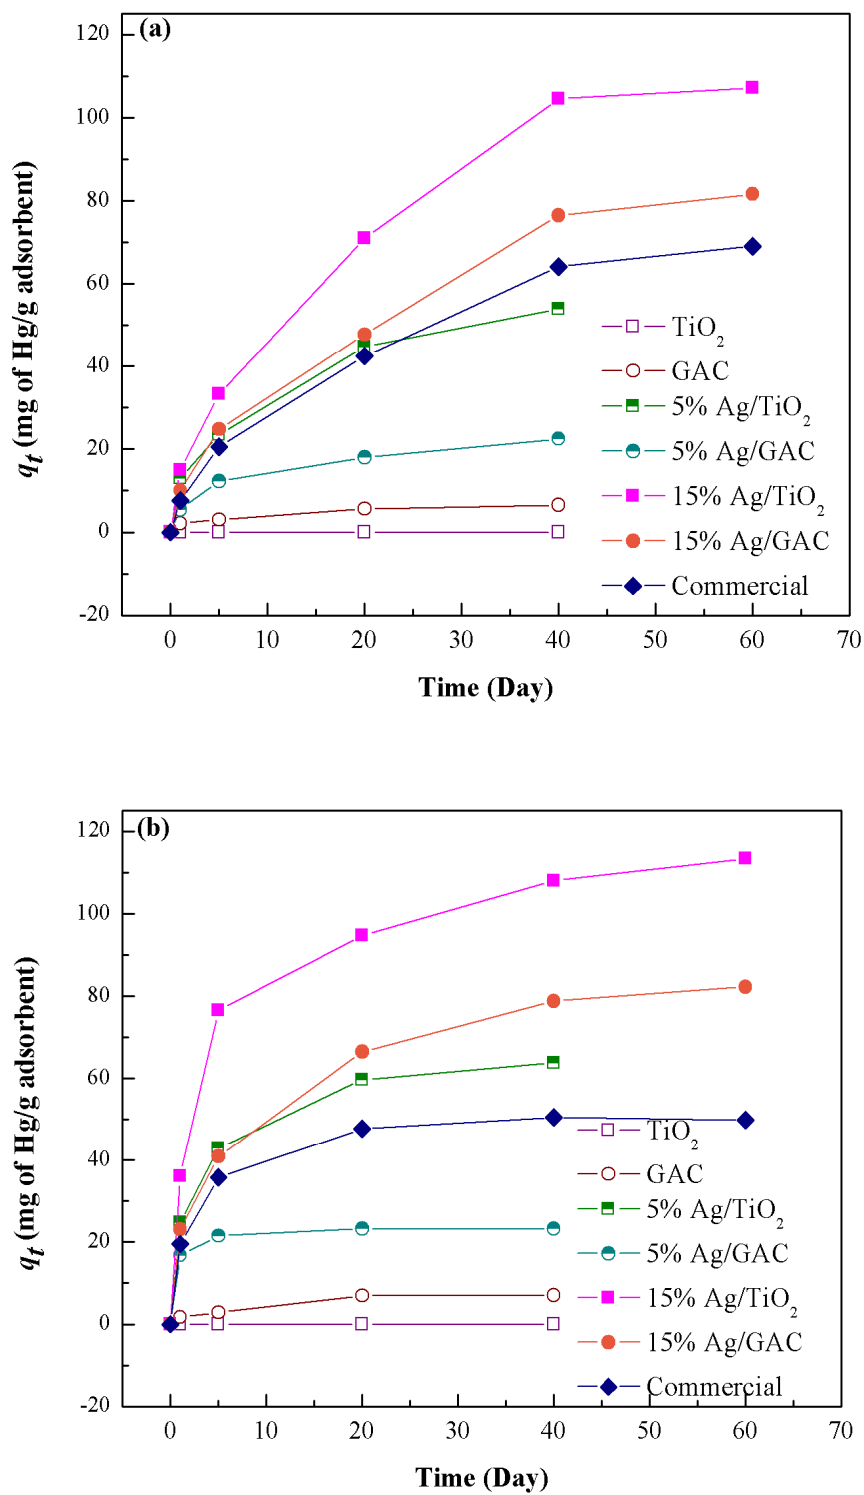 (a)
120
100
80
60
40
20
0
-20
q_t (mg of Hg/g adsorbent)
TiO₂
GAC
5% Ag/TiO₂
5% Ag/GAC
15% Ag/TiO₂
15% Ag/GAC
Commercial
0 10 20 30 40 50 60 70
Time (Day)
(b)
120
100
80
60
40
20
0
-20
q_t (mg of Hg/g adsorbent)
TiO₂
GAC
5% Ag/TiO₂
5% Ag/GAC
15% Ag/TiO₂
15% Ag/GAC
Commercial
0 10 20 30 40 50 60 70
Time (Day)